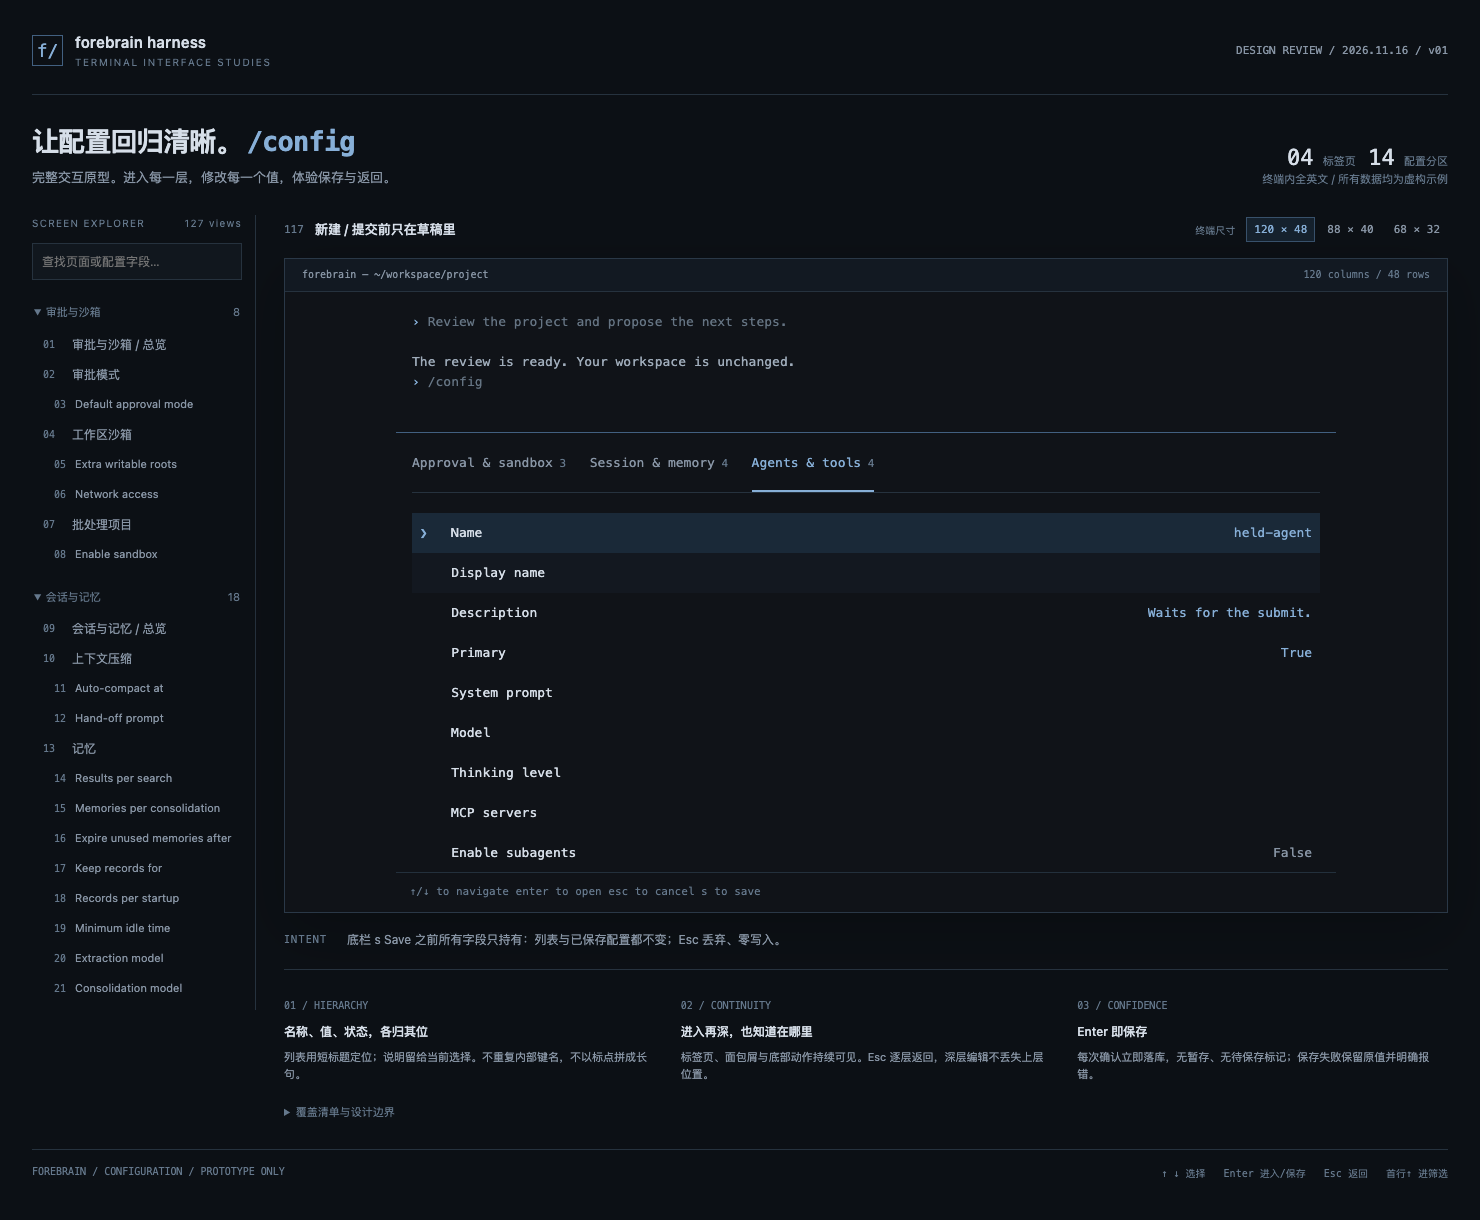 f/
forebrain harness
TERMINAL INTERFACE STUDIES
DESIGN REVIEW / 2026.11.16 / v01
让配置回归清晰。 /config
完整交互原型。进入每一层，修改每一个值，体验保存与返回。
04 标签页 14 配置分区
终端内全英文 / 所有数据均为虚构示例
SCREEN EXPLORER 127 views
查找页面或配置字段...
▼ 审批与沙箱 8
01 审批与沙箱 / 总览
02 审批模式
03 Default approval mode
04 工作区沙箱
05 Extra writable roots
06 Network access
07 批处理项目
08 Enable sandbox
▼ 会话与记忆 18
09 会话与记忆 / 总览
10 上下文压缩
11 Auto-compact at
12 Hand-off prompt
13 记忆
14 Results per search
15 Memories per consolidation
16 Expire unused memories after
17 Keep records for
18 Records per startup
19 Minimum idle time
20 Extraction model
21 Consolidation model
117 新建 / 提交前只在草稿里
终端尺寸 120 × 48 88 × 40 68 × 32
forebrain — ~/workspace/project 120 columns / 48 rows
› Review the project and propose the next steps.
The review is ready. Your workspace is unchanged.
› /config
Approval & sandbox 3 Session & memory 4 Agents & tools 4
❯ Name held-agent
Display name
Description Waits for the submit.
Primary True
System prompt
Model
Thinking level
MCP servers
Enable subagents False
↑/↓ to navigate enter to open esc to cancel s to save
INTENT 底栏 s Save 之前所有字段只持有：列表与已保存配置都不变；Esc 丢弃、零写入。
01 / HIERARCHY
名称、值、状态，各归其位
列表用短标题定位；说明留给当前选择。不重复内部键名，不以标点拼成长
句。
02 / CONTINUITY
进入再深，也知道在哪里
标签页、面包屑与底部动作持续可见。Esc 逐层返回，深层编辑不丢失上层
位置。
03 / CONFIDENCE
Enter 即保存
每次确认立即落库，无暂存、无待保存标记；保存失败保留原值并明确报
错。
▶ 覆盖清单与设计边界
FOREBRAIN / CONFIGURATION / PROTOTYPE ONLY
↑ ↓ 选择 Enter 进入/保存 Esc 返回 首行↑ 进筛选